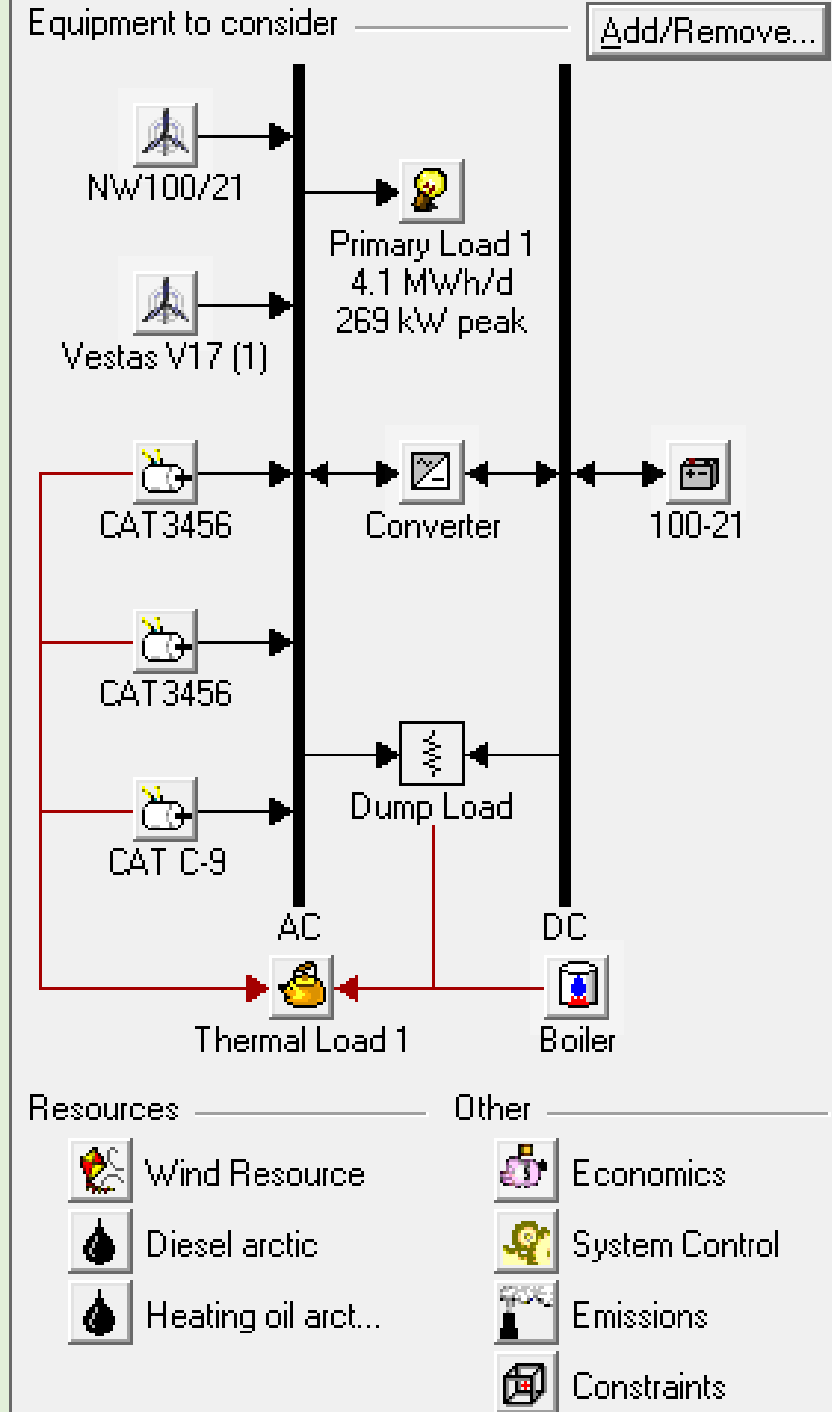 Equipment to consider
Add/Remove...
NW100/21
Primary Load 1
4.1 MWh/d
269 kW peak
Vestas V17 (1)
CAT3456
Converter
100-21
CAT3456
Dump Load
CAT C-9
AC
DC
Thermal Load 1
Boiler
Resources
Other
Wind Resource
Economics
Diesel arctic
System Control
Heating oil arct...
Emissions
Constraints